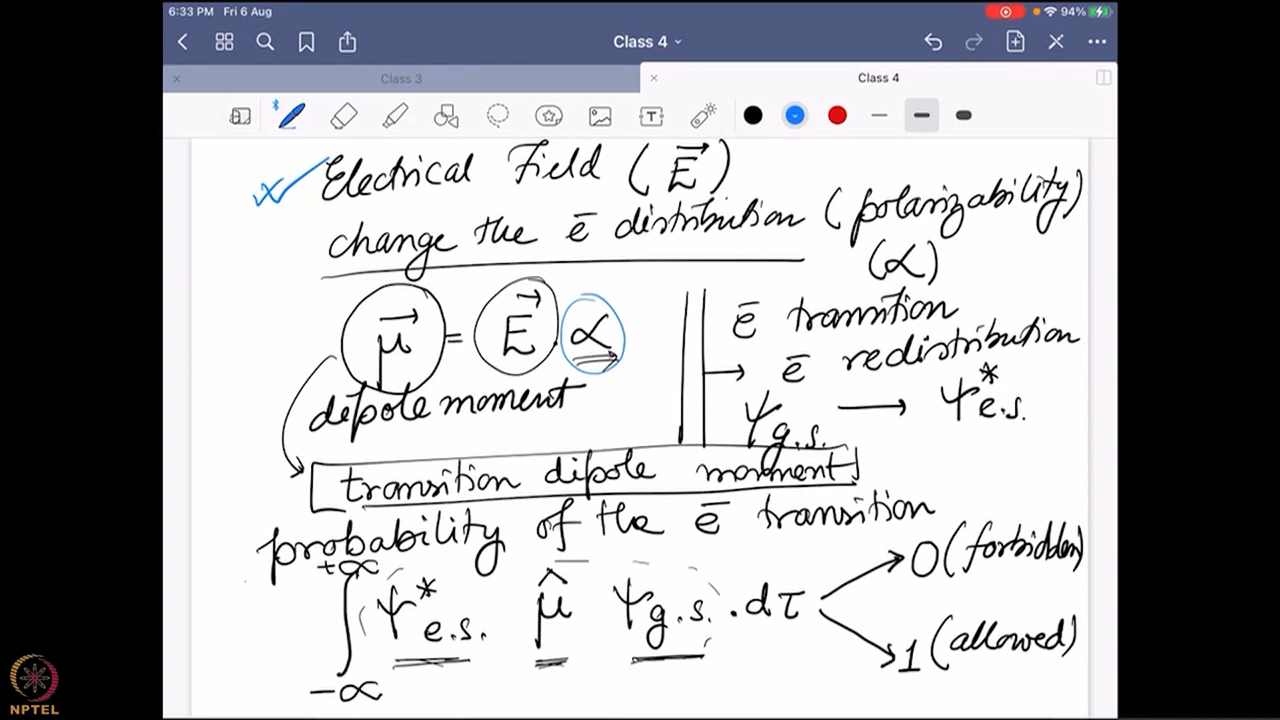 6:33 PM Fri 6 Aug
94%
Class 4
Class 3
Class 4
Electrical Field (E⃗)
change the ē distribution (polarizability)
(α)
μ⃗ = E⃗ . α
dipole moment
ē transition
→ ē redistribution
Ψg.s. → Ψ*e.s.
transition dipole moment
probability of the ē transition
+∝
∫ Ψ*e.s. μ̂ Ψg.s. . dτ
-∝
0 (forbidden)
1 (allowed)
NPTEL